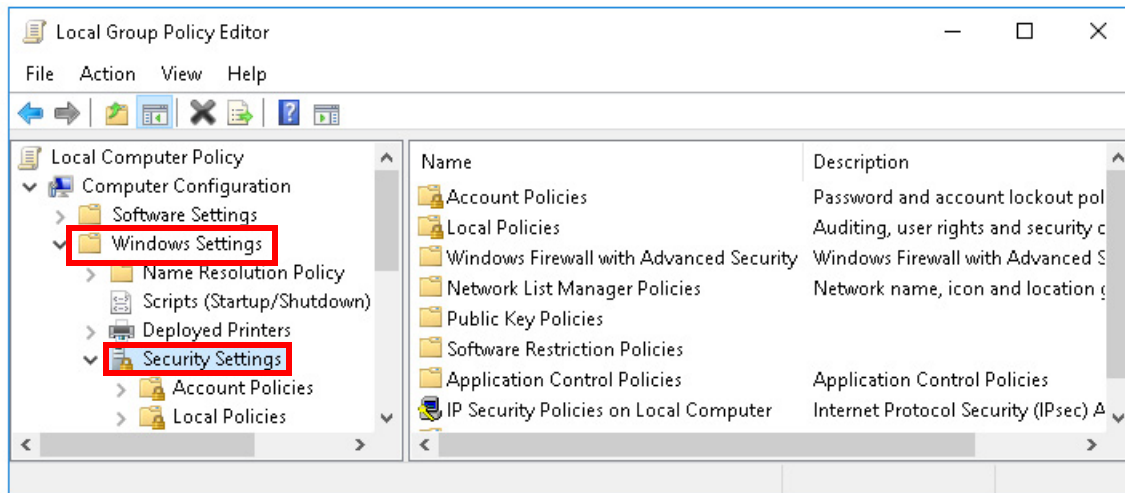 Local Group Policy Editor
File Action View Help
Local Computer Policy
Computer Configuration
Software Settings
Windows Settings
Name Resolution Policy
Scripts (Startup/Shutdown)
Deployed Printers
Security Settings
Account Policies
Local Policies
Name Description
Account Policies Password and account lockout pol
Local Policies Auditing, user rights and security c
Windows Firewall with Advanced Security Windows Firewall with Advanced S
Network List Manager Policies Network name, icon and location
Public Key Policies
Software Restriction Policies
Application Control Policies Application Control Policies
IP Security Policies on Local Computer Internet Protocol Security (IPsec) A